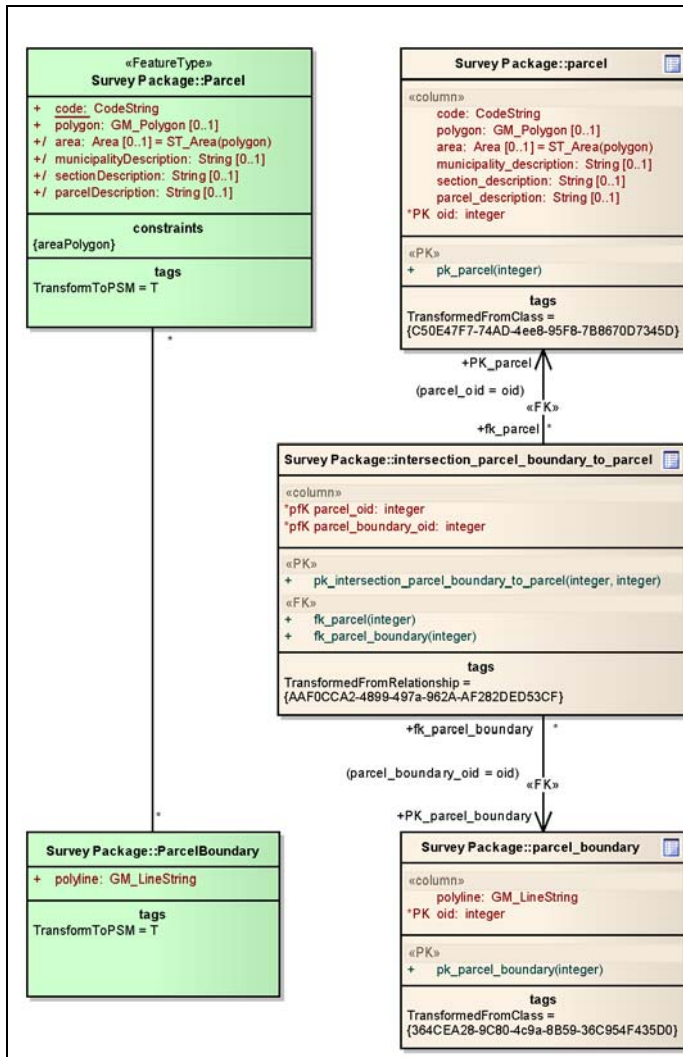 «FeatureType»
Survey Package::Parcel
+ code: CodeString
+ polygon: GM_Polygon [0..1]
+/ area: Area [0..1] = ST_Area(polygon)
+/ municipalityDescription: String [0..1]
+/ sectionDescription: String [0..1]
+/ parcelDescription: String [0..1]
constraints
{areaPolygon}
tags
TransformToPSM = T
*
*
Survey Package::ParcelBoundary
+ polyline: GM_LineString
tags
TransformToPSM = T
Survey Package::parcel
«column»
code: CodeString
polygon: GM_Polygon [0..1]
area: Area [0..1] = ST_Area(polygon)
municipality_description: String [0..1]
section_description: String [0..1]
parcel_description: String [0..1]
*PK oid: integer
«PK»
+ pk_parcel(integer)
tags
TransformedFromClass =
{C50E47F7-74AD-4ee8-95F8-7B8670D7345D}
+PK_parcel
(parcel_oid = oid)
«FK»
+fk_parcel *
Survey Package::intersection_parcel_boundary_to_parcel
«column»
*pfK parcel_oid: integer
*pfK parcel_boundary_oid: integer
«PK»
+ pk_intersection_parcel_boundary_to_parcel(integer, integer)
«FK»
+ fk_parcel(integer)
+ fk_parcel_boundary(integer)
tags
TransformedFromRelationship =
{AAF0CCA2-4899-497a-962A-AF282DED53CF}
+fk_parcel_boundary *
(parcel_boundary_oid = oid)
«FK»
+PK_parcel_boundary
Survey Package::parcel_boundary
«column»
polyline: GM_LineString
*PK oid: integer
«PK»
+ pk_parcel_boundary(integer)
tags
TransformedFromClass =
{364CEA28-9C80-4c9a-8B59-36C954F435D0}